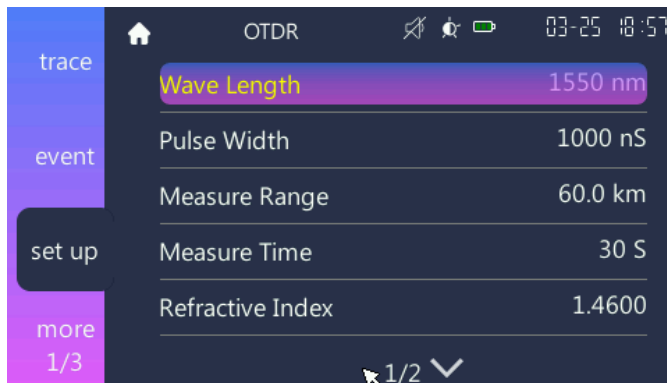 OTDR 03-25 18:57
trace
Wave Length 1550 nm
event
Pulse Width 1000 nS
Measure Range 60.0 km
set up
Measure Time 30 S
Refractive Index 1.4600
more
1/3
1/2